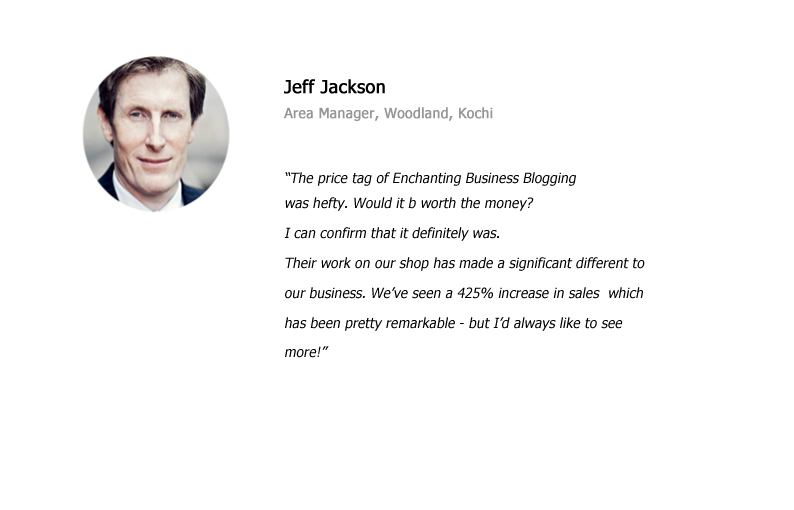 Jeff Jackson
Area Manager, Woodland, Kochi
“The price tag of Enchanting Business Blogging
was hefty. Would it b worth the money?
I can confirm that it definitely was.
Their work on our shop has made a significant different to
our business. We’ve seen a 425% increase in sales  which
has been pretty remarkable - but I’d always like to see
more!”